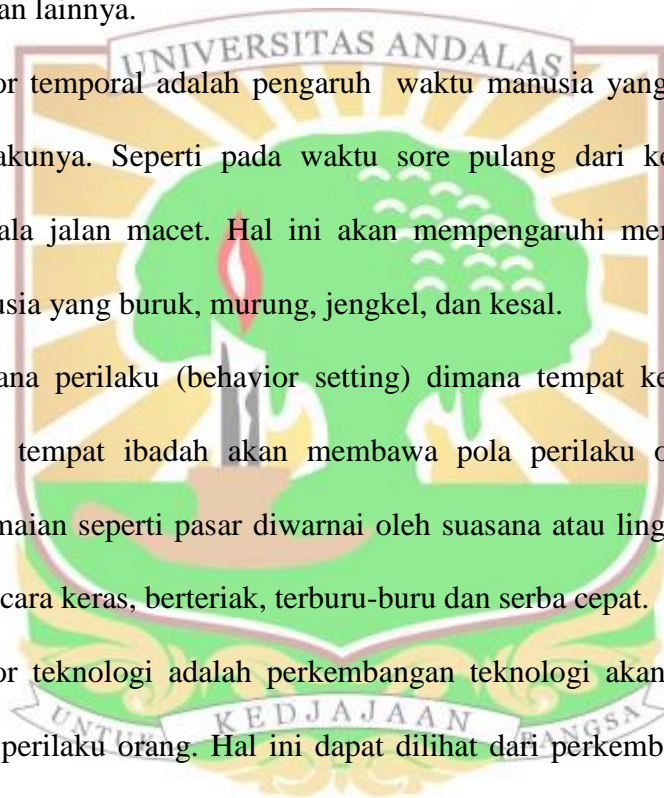 an lainnya.
UNIVERSITAS ANDALAS
or temporal adalah pengaruh waktu manusia yang
akunya. Seperti pada waktu sore pulang dari ke
ala jalan macet. Hal ini akan mempengaruhi mer
usia yang buruk, murung, jengkel, dan kesal.
ana perilaku (behavior setting) dimana tempat ke
tempat ibadah akan membawa pola perilaku o
maian seperti pasar diwarnai oleh suasana atau ling
cara keras, berteriak, terburu-buru dan serba cepat.
or teknologi adalah perkembangan teknologi akan
UNTUK KEDJAJAAN BANGSA
perilaku orang. Hal ini dapat dilihat dari perkemb